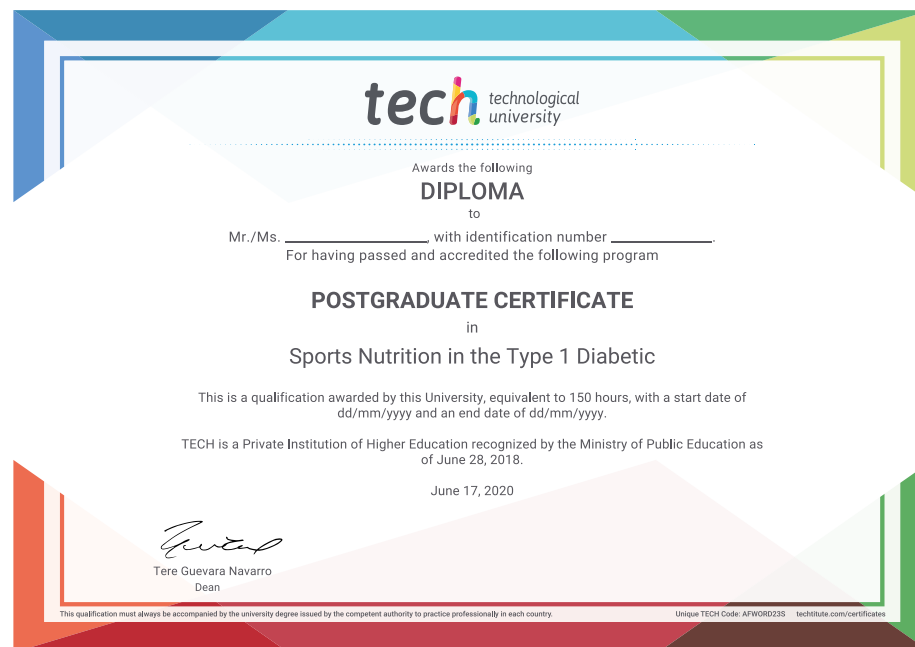 tech technological
university
Awards the following
DIPLOMA
to
Mr./Ms. ____________, with identification number ____________.
For having passed and accredited the following program
POSTGRADUATE CERTIFICATE
in
Sports Nutrition in the Type 1 Diabetic
This is a qualification awarded by this University, equivalent to 150 hours, with a start date of
dd/mm/yyyy and an end date of dd/mm/yyyy.
TECH is a Private Institution of Higher Education recognized by the Ministry of Public Education as
of June 28, 2018.
June 17, 2020
Tere Guevara Navarro
Dean
This qualification must always be accompanied by the university degree issued by the competent authority to practice professionally in each country.
Unique TECH Code: AFWORD23S techtitute.com/certificates